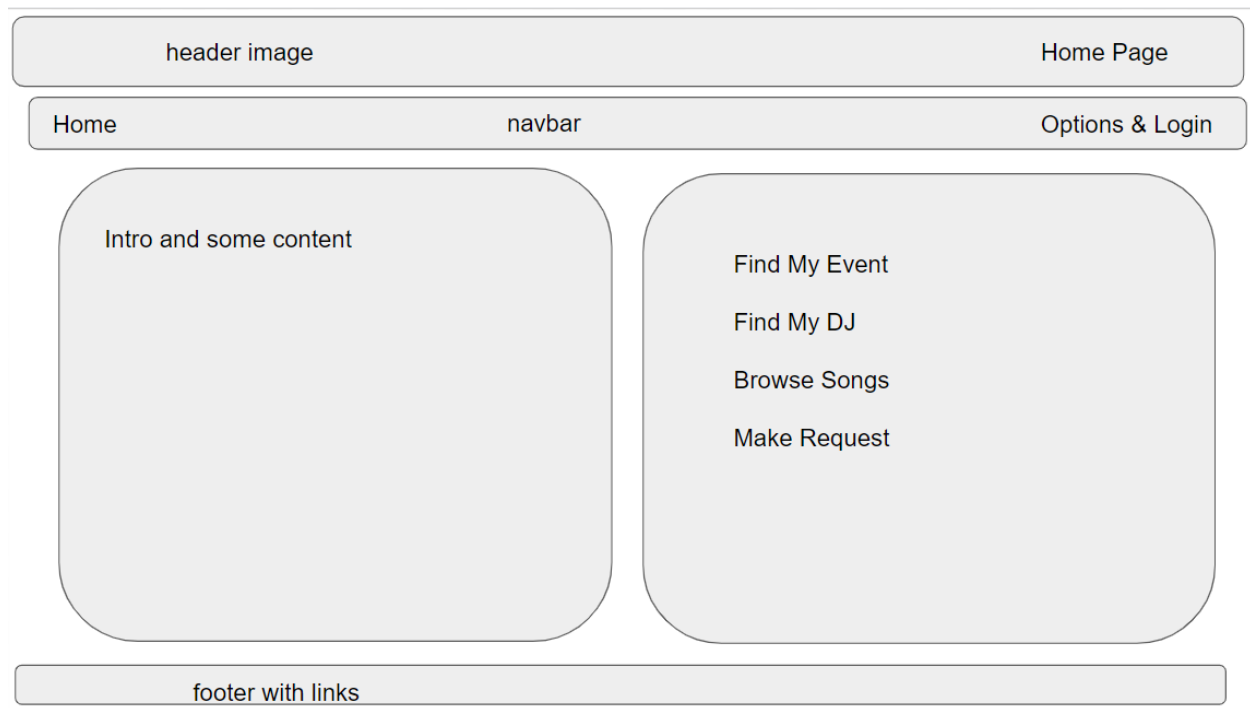 header image
Home Page
Home
navbar
Options & Login
Intro and some content
Find My Event
Find My DJ
Browse Songs
Make Request
footer with links